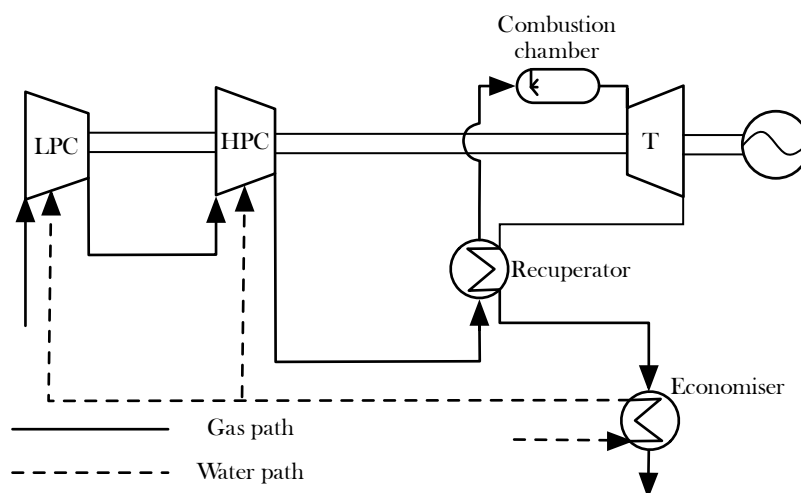 Combustion
chamber
LPC
HPC
T
Recuperator
Economiser
Gas path
Water path